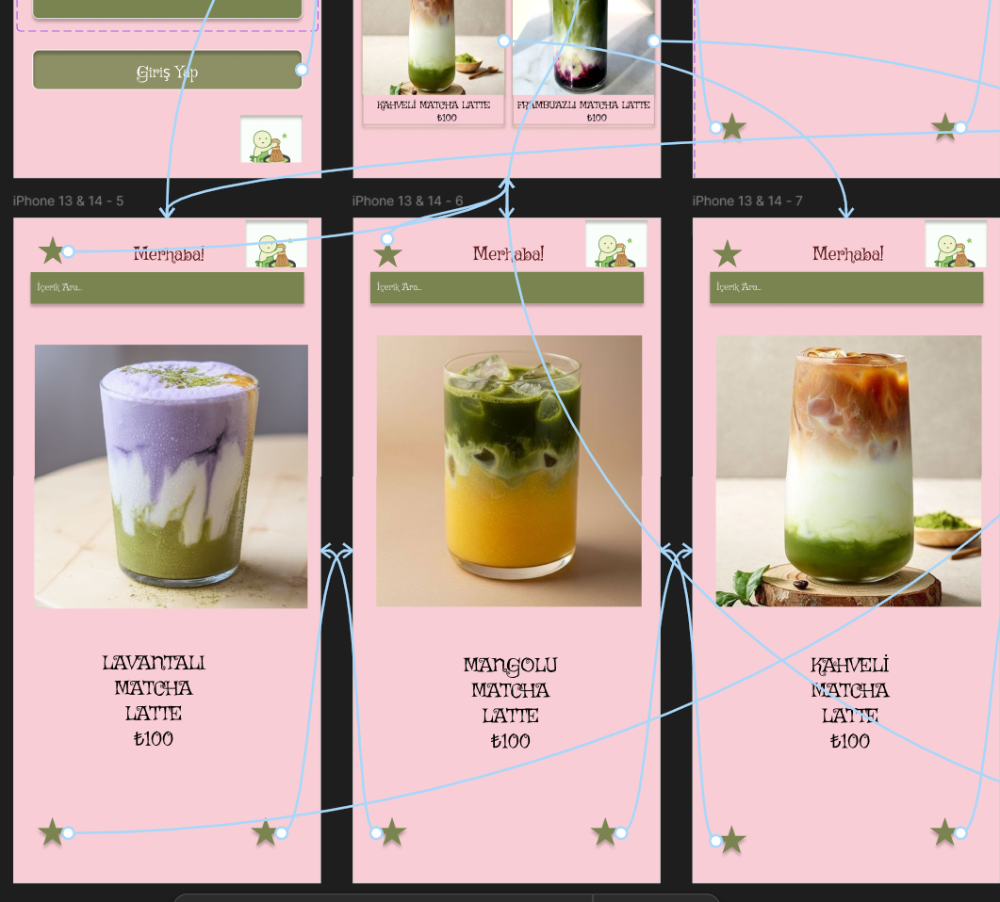 Giriş Yap
KAHVELİ MATCHA LATTE
₺100
FRAMBUAZLI MATCHA LATTE
₺100
iPhone 13 & 14 - 5
iPhone 13 & 14 - 6
iPhone 13 & 14 - 7
Merhaba!
Merhaba!
Merhaba!
İçerik Ara...
İçerik Ara...
İçerik Ara...
LAVANTALI
MATCHA
LATTE
₺100
MANGOLU
MATCHA
LATTE
₺100
KAHVELİ
MATCHA
LATTE
₺100